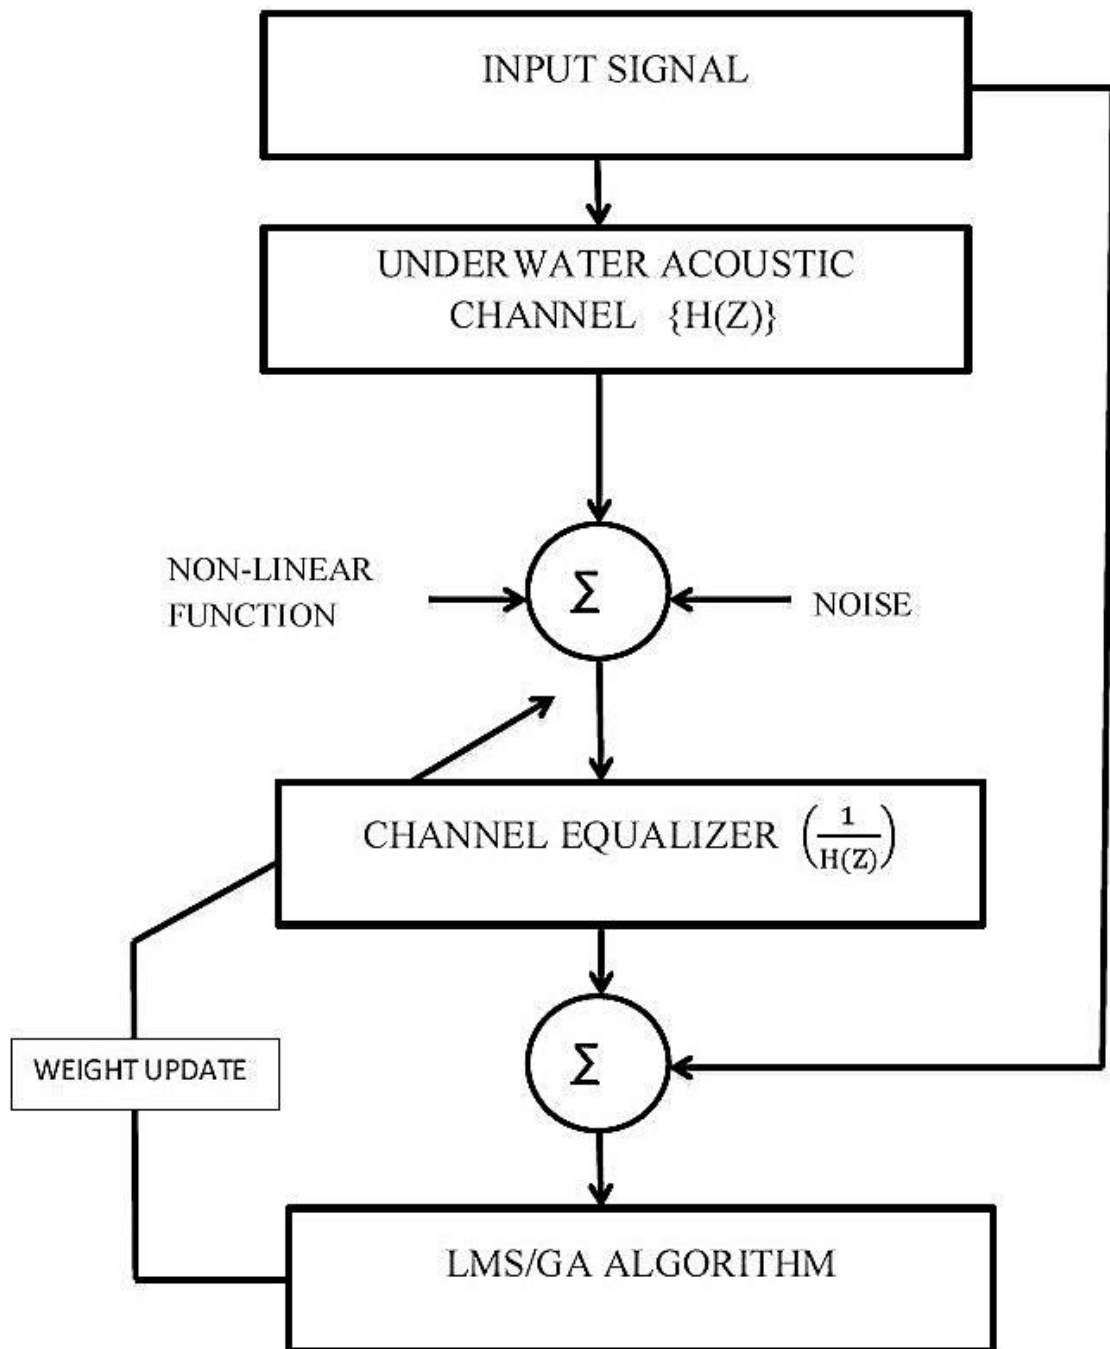 INPUT SIGNAL
UNDERWATER ACOUSTIC
CHANNEL {H(Z)}
NON-LINEAR
FUNCTION
∑
NOISE
CHANNEL EQUALIZER (1/H(Z))
∑
WEIGHT UPDATE
LMS/GA ALGORITHM